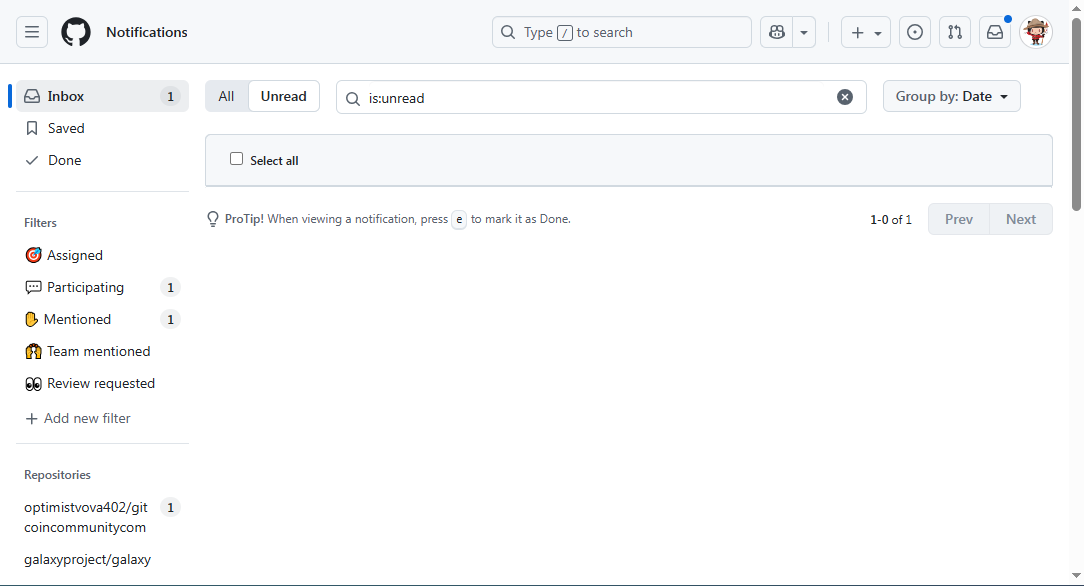 Notifications
Type / to search
Inbox 1
Saved
Done
Filters
Assigned
Participating 1
Mentioned 1
Team mentioned
Review requested
Add new filter
Repositories
optimistvova402/git 1
coincommunitycom
galaxyproject/galaxy
All Unread
is:unread
Group by: Date
Select all
ProTip! When viewing a notification, press e to mark it as Done.
1-0 of 1
Prev Next